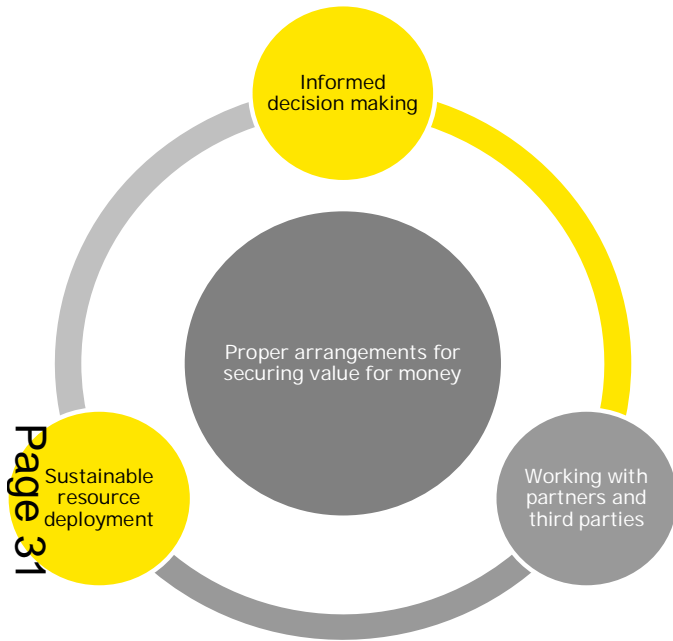 Informed
decision making
Proper arrangements for
securing value for money
Sustainable
resource
deployment
Working with
partners and
third parties
Page 31